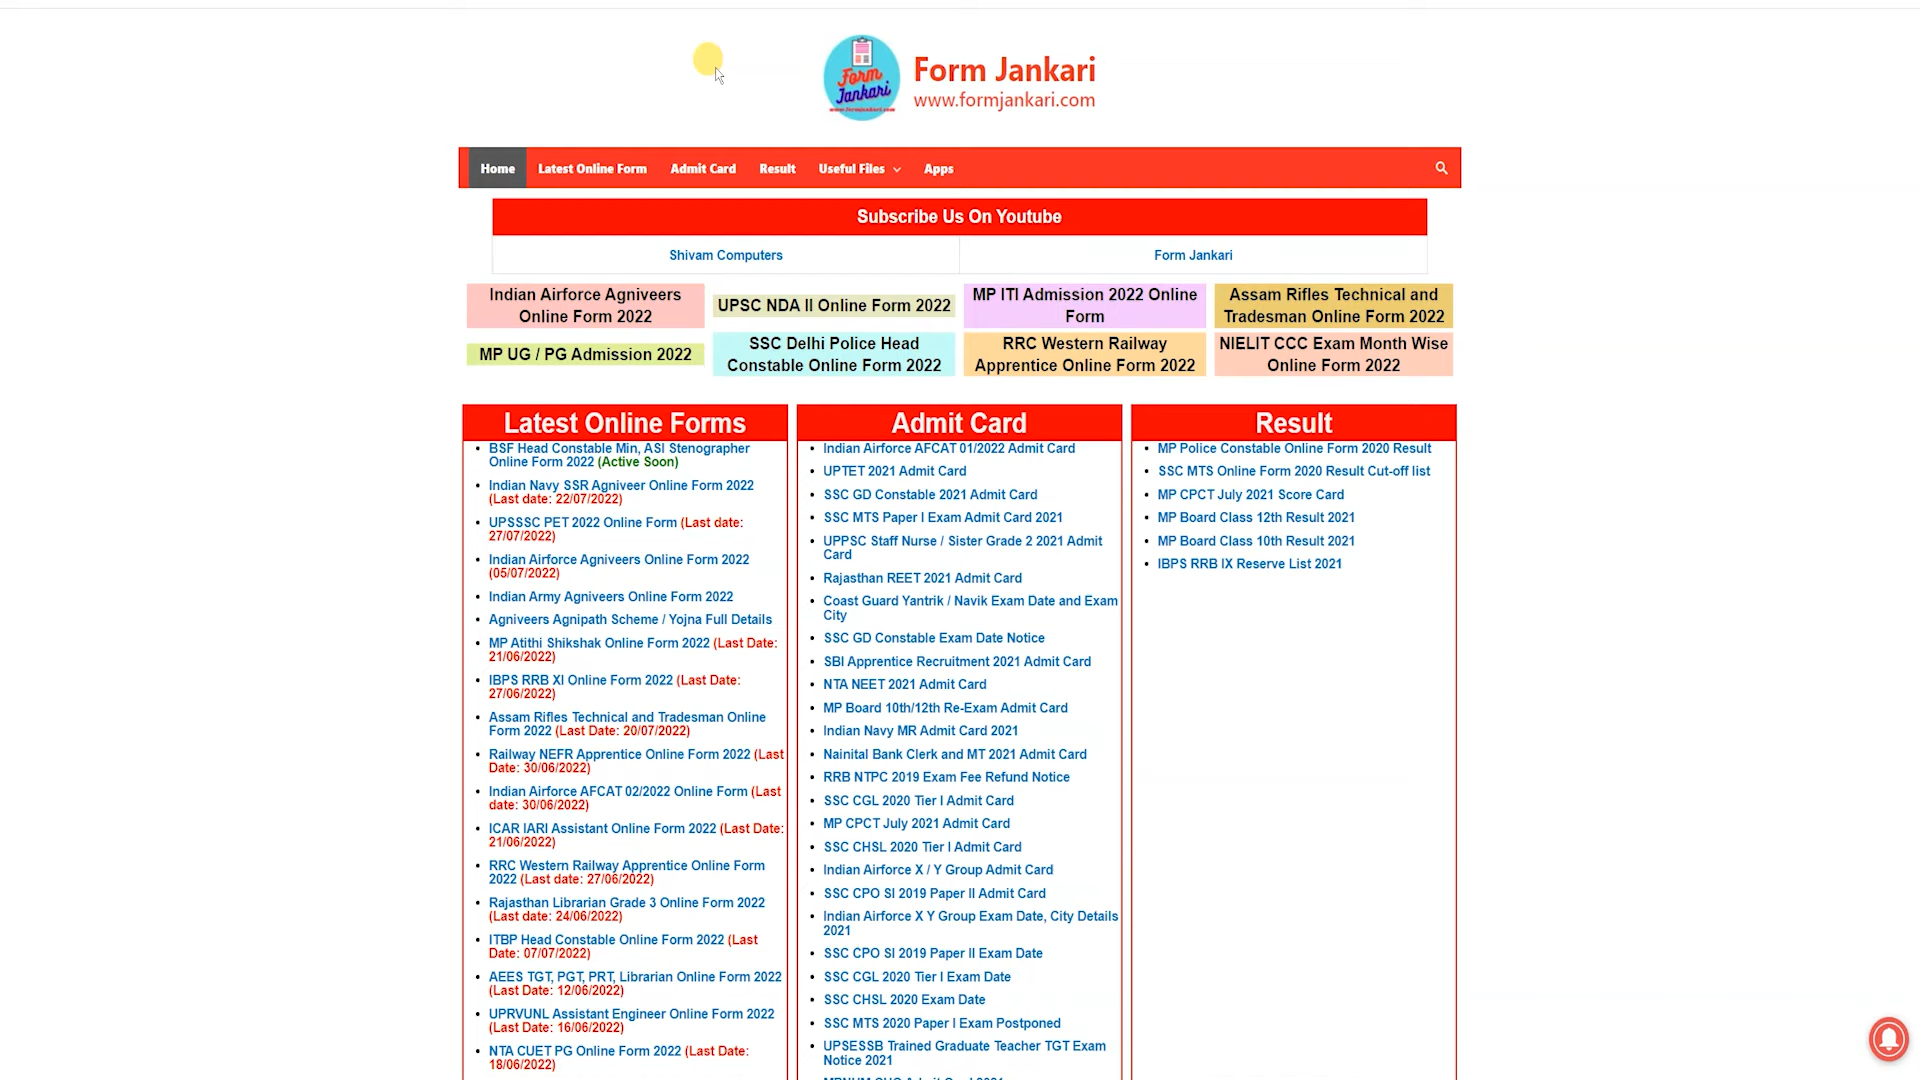 Form Jankari
www.formjankari.com
Form Jankari
www.formjankari.com
Home Latest Online Form Admit Card Result Useful Files Apps
Subscribe Us On Youtube
Shivam Computers Form Jankari
Indian Airforce Agniveers
Online Form 2022
UPSC NDA II Online Form 2022
MP ITI Admission 2022 Online
Form
Assam Rifles Technical and
Tradesman Online Form 2022
MP UG / PG Admission 2022
SSC Delhi Police Head
Constable Online Form 2022
RRC Western Railway
Apprentice Online Form 2022
NIELIT CCC Exam Month Wise
Online Form 2022
Latest Online Forms
BSF Head Constable Min, ASI Stenographer
Online Form 2022 (Active Soon)
Indian Navy SSR Agniveer Online Form 2022
(Last date: 22/07/2022)
UPSSSC PET 2022 Online Form (Last date:
27/07/2022)
Indian Airforce Agniveers Online Form 2022
(05/07/2022)
Indian Army Agniveers Online Form 2022
Agniveers Agnipath Scheme / Yojna Full Details
MP Atithi Shikshak Online Form 2022 (Last Date:
21/06/2022)
IBPS RRB XI Online Form 2022 (Last Date:
27/06/2022)
Assam Rifles Technical and Tradesman Online
Form 2022 (Last Date: 20/07/2022)
Railway NEFR Apprentice Online Form 2022 (Last
Date: 30/06/2022)
Indian Airforce AFCAT 02/2022 Online Form (Last
date: 30/06/2022)
ICAR IARI Assistant Online Form 2022 (Last Date:
21/06/2022)
RRC Western Railway Apprentice Online Form
2022 (Last date: 27/06/2022)
Rajasthan Librarian Grade 3 Online Form 2022
(Last date: 24/06/2022)
ITBP Head Constable Online Form 2022 (Last
Date: 07/07/2022)
AEES TGT, PGT, PRT, Librarian Online Form 2022
(Last Date: 12/06/2022)
UPRVUNL Assistant Engineer Online Form 2022
(Last Date: 16/06/2022)
NTA CUET PG Online Form 2022 (Last Date:
18/06/2022)
Admit Card
Indian Airforce AFCAT 01/2022 Admit Card
UPTET 2021 Admit Card
SSC GD Constable 2021 Admit Card
SSC MTS Paper I Exam Admit Card 2021
UPPSC Staff Nurse / Sister Grade 2 2021 Admit
Card
Rajasthan REET 2021 Admit Card
Coast Guard Yantrik / Navik Exam Date and Exam
City
SSC GD Constable Exam Date Notice
SBI Apprentice Recruitment 2021 Admit Card
NTA NEET 2021 Admit Card
MP Board 10th/12th Re-Exam Admit Card
Indian Navy MR Admit Card 2021
Nainital Bank Clerk and MT 2021 Admit Card
RRB NTPC 2019 Exam Fee Refund Notice
SSC CGL 2020 Tier I Admit Card
MP CPCT July 2021 Admit Card
SSC CHSL 2020 Tier I Admit Card
Indian Airforce X / Y Group Admit Card
SSC CPO SI 2019 Paper II Admit Card
Indian Airforce X Y Group Exam Date, City Details
2021
SSC CPO SI 2019 Paper II Exam Date
SSC CGL 2020 Tier I Exam Date
SSC CHSL 2020 Exam Date
SSC MTS 2020 Paper I Exam Postponed
UPSESSB Trained Graduate Teacher TGT Exam
Notice 2021
Result
MP Police Constable Online Form 2020 Result
SSC MTS Online Form 2020 Result Cut-off list
MP CPCT July 2021 Score Card
MP Board Class 12th Result 2021
MP Board Class 10th Result 2021
IBPS RRB IX Reserve List 2021